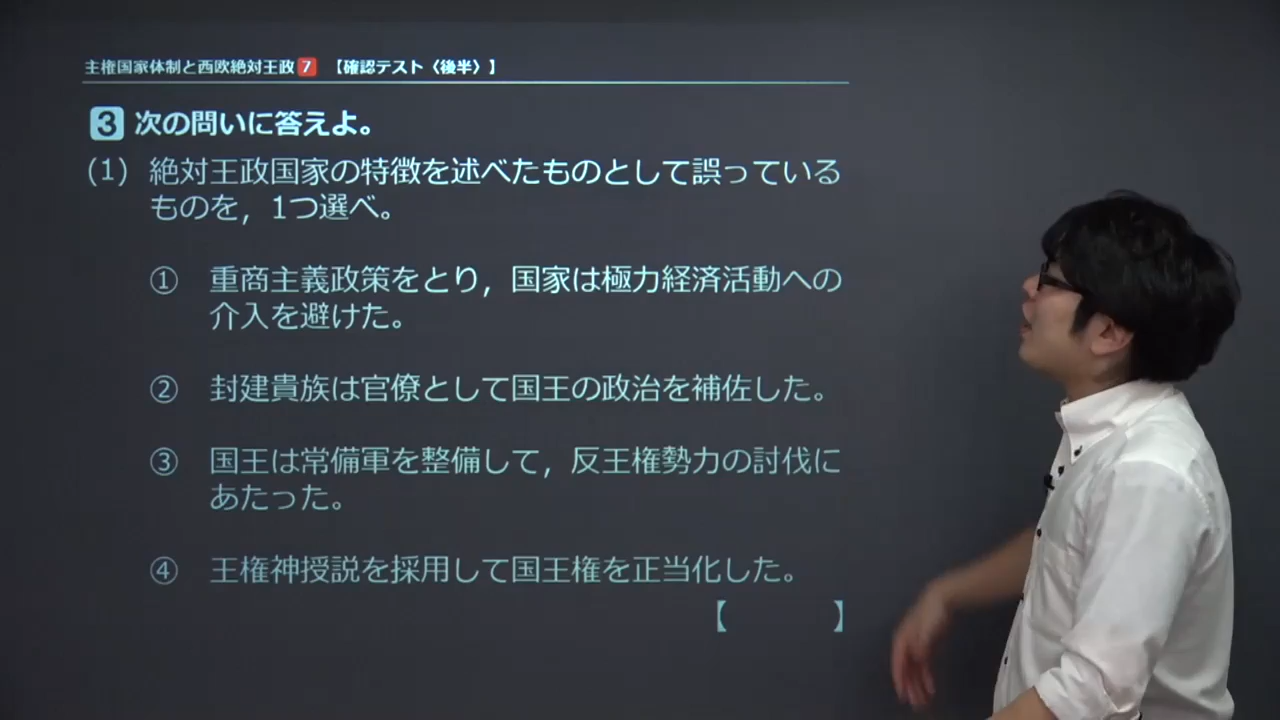 主権国家体制と西欧絶対王政 7 【確認テスト〈後半〉】
3 次の問いに答えよ。
(1) 絶対王政国家の特徴を述べたものとして誤っている
ものを，1つ選べ。
① 重商主義政策をとり，国家は極力経済活動への
介入を避けた。
② 封建貴族は官僚として国王の政治を補佐した。
③ 国王は常備軍を整備して，反王権勢力の討伐に
あたった。
④ 王権神授説を採用して国王権を正当化した。
【 】